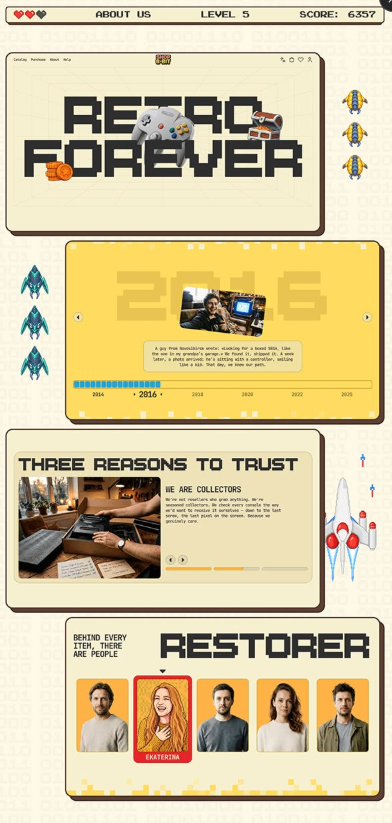 ABOUT US
LEVEL 5
SCORE: 6357
Catalog Purchase About Help
RETRO
FOREVER
2016
A guy from Novosibirsk wrote: «Looking for a boxed SEGA, like
the one in my grandpa's garage.» We found it, shipped it. A week
later, a photo arrived: he's sitting with a controller, smiling
like a kid. That day, we knew our path.
2014
2016
2018
2020
2022
2025
THREE REASONS TO TRUST
WE ARE COLLECTORS
We're not resellers who grab anything. We're
seasoned collectors. We check every console the way
we'd want to receive it ourselves — down to the last
screw, the last pixel on the screen. Because we
genuinely care.
BEHIND EVERY
ITEM, THERE
ARE PEOPLE
RESTORER
EKATERINA